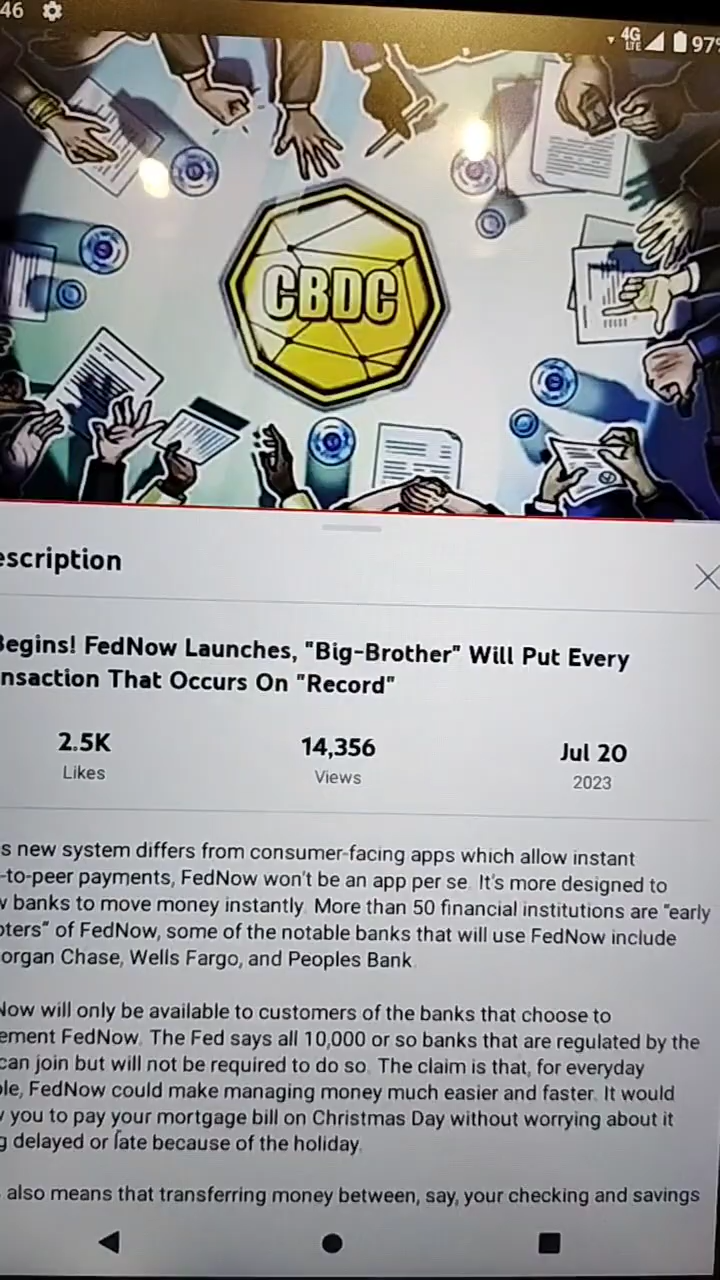 46
4G
LTE
97%
CBDC
escription
Begins! FedNow Launches, "Big-Brother" Will Put Every
nsaction That Occurs On "Record"
2.5K
14,356
Jul 20
Likes
Views
2023
s new system differs from consumer-facing apps which allow instant
-to-peer payments, FedNow won't be an app per se. It's more designed to
w banks to move money instantly. More than 50 financial institutions are "early
pters" of FedNow, some of the notable banks that will use FedNow include
organ Chase, Wells Fargo, and Peoples Bank.
Now will only be available to customers of the banks that choose to
ement FedNow. The Fed says all 10,000 or so banks that are regulated by the
can join but will not be required to do so. The claim is that, for everyday
ple, FedNow could make managing money much easier and faster. It would
w you to pay your mortgage bill on Christmas Day without worrying about it
g delayed or late because of the holiday.
also means that transferring money between, say, your checking and savings